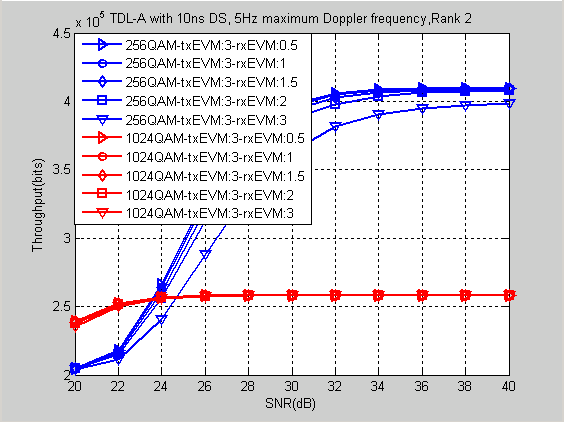 x 10^5 TDL-A with 10ns DS, 5Hz maximum Doppler frequency,Rank 2
4.5
4
3.5
3
2.5
2
Throughput(bits)
256QAM-txEVM:3-rxEVM:0.5
256QAM-txEVM:3-rxEVM:1
256QAM-txEVM:3-rxEVM:1.5
256QAM-txEVM:3-rxEVM:2
256QAM-txEVM:3-rxEVM:3
1024QAM-txEVM:3-rxEVM:0.5
1024QAM-txEVM:3-rxEVM:1
1024QAM-txEVM:3-rxEVM:1.5
1024QAM-txEVM:3-rxEVM:2
1024QAM-txEVM:3-rxEVM:3
20 22 24 26 28 30 32 34 36 38 40
SNR(dB)